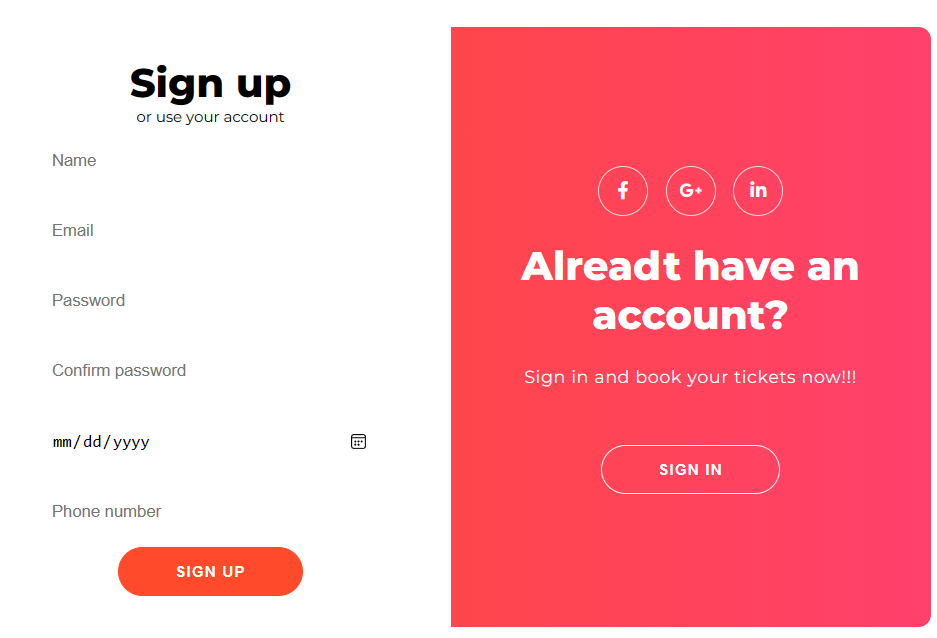 Sign up
or use your account
Name
Email
Password
Confirm password
mm/dd/yyyy
Phone number
SIGN UP
f
G+
in
Alreadt have an
account?
Sign in and book your tickets now!!!
SIGN IN